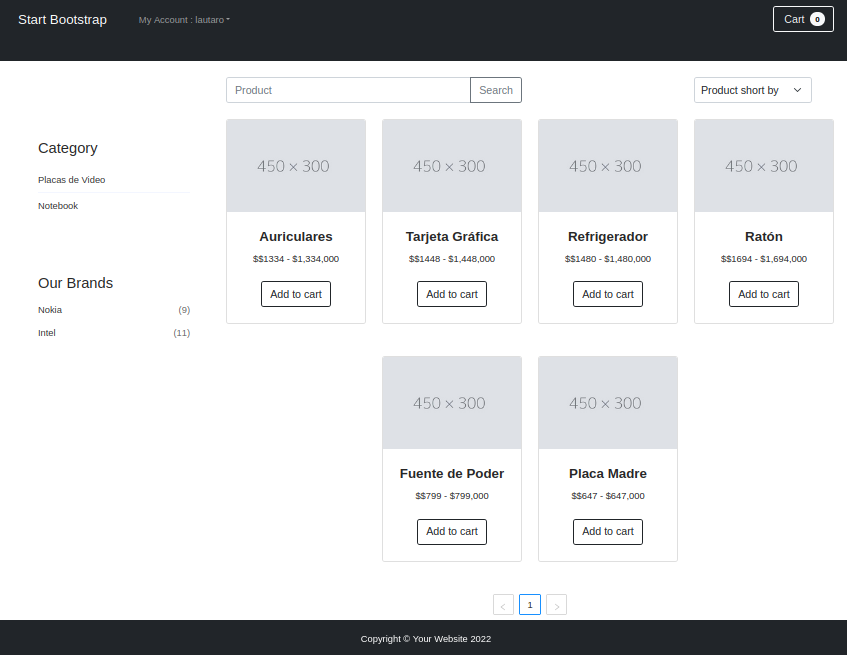 Start Bootstrap
My Account : lautaro
Cart 0
Product
Search
Product short by
Category
Placas de Video
Notebook
Our Brands
Nokia (9)
Intel (11)
450 × 300
Auriculares
$$1334 - $1,334,000
Add to cart
450 × 300
Tarjeta Gráfica
$$1448 - $1,448,000
Add to cart
450 × 300
Refrigerador
$$1480 - $1,480,000
Add to cart
450 × 300
Ratón
$$1694 - $1,694,000
Add to cart
450 × 300
Fuente de Poder
$$799 - $799,000
Add to cart
450 × 300
Placa Madre
$$647 - $647,000
Add to cart
< 1 >
Copyright © Your Website 2022